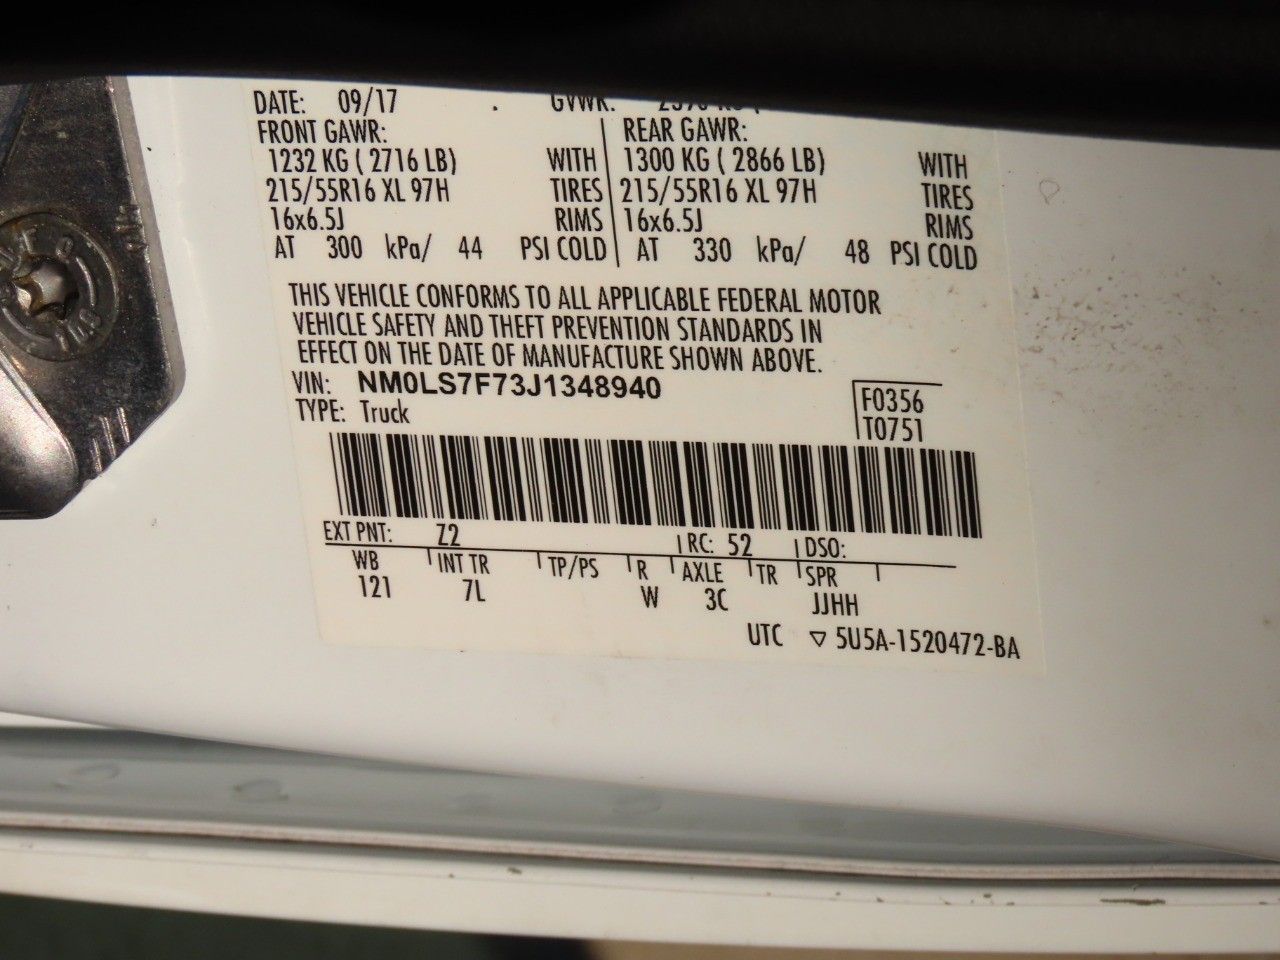 DATE: 09/17 . GVWR:
FRONT GAWR: REAR GAWR:
1232 KG ( 2716 LB) WITH 1300 KG ( 2866 LB) WITH
215/55R16 XL 97H TIRES 215/55R16 XL 97H TIRES
16x6.5J RIMS 16x6.5J RIMS
AT 300 kPa/ 44 PSI COLD AT 330 kPa/ 48 PSI COLD
THIS VEHICLE CONFORMS TO ALL APPLICABLE FEDERAL MOTOR
VEHICLE SAFETY AND THEFT PREVENTION STANDARDS IN
EFFECT ON THE DATE OF MANUFACTURE SHOWN ABOVE.
VIN: NM0LS7F73J1348940 F0356
TYPE: Truck T0751
EXT PNT: Z2 RC: 52 DSO:
WB INT TR TP/PS R AXLE TR SPR
121 7L W 3C JJHH
UTC ▽ 5U5A-1520472-BA